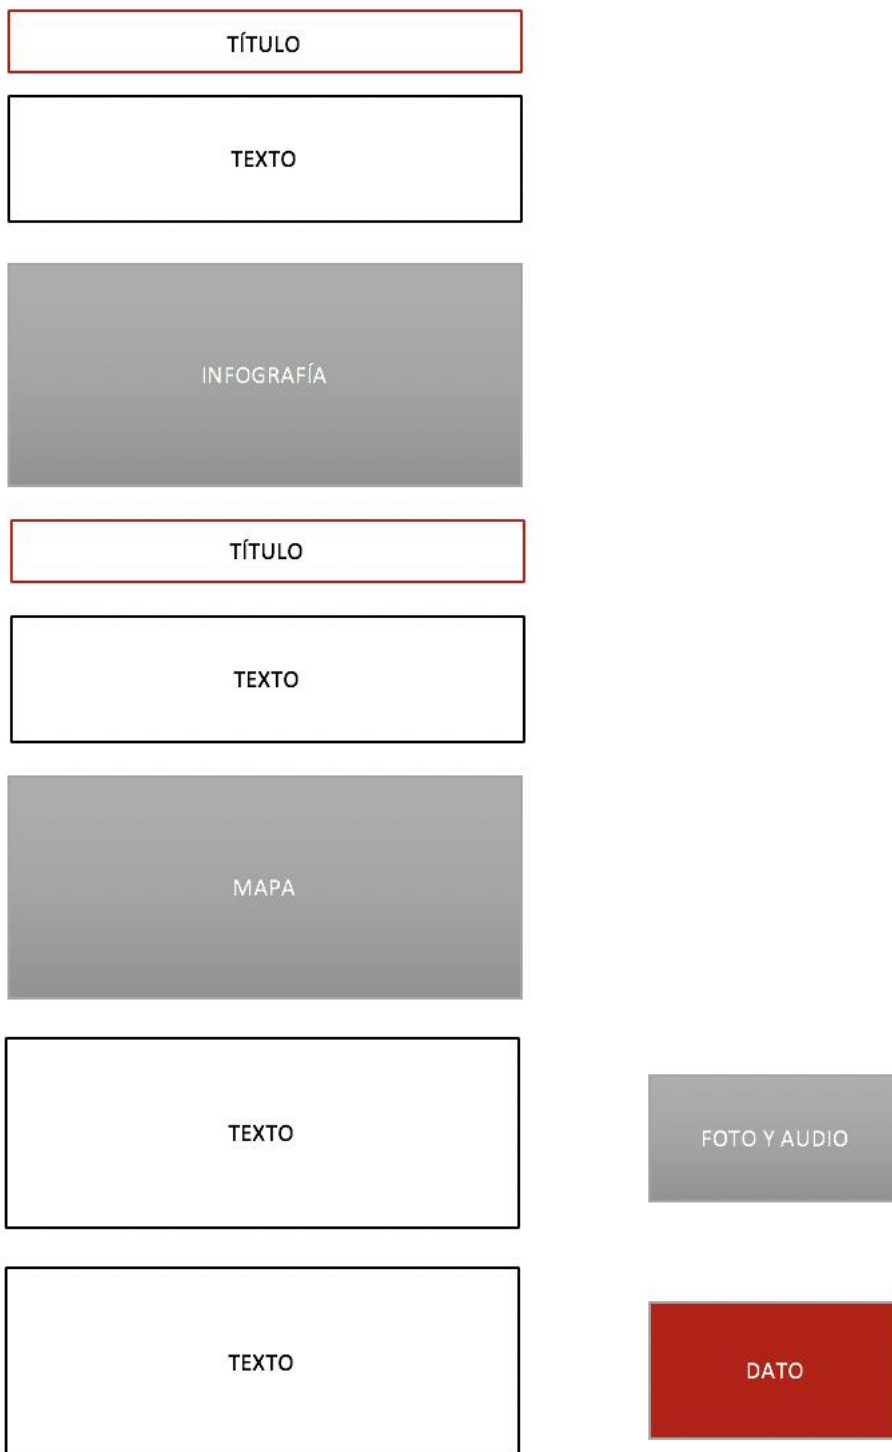 TÍTULO
TEXTO
INFOGRAFÍA
TÍTULO
TEXTO
MAPA
TEXTO
FOTO Y AUDIO
TEXTO
DATO